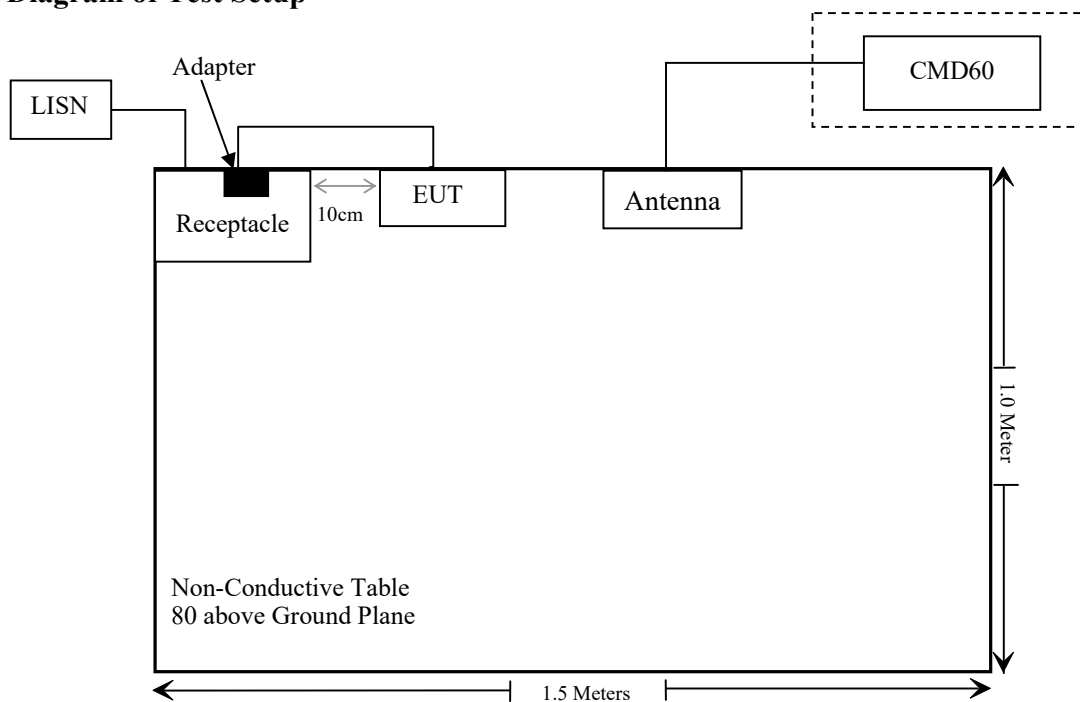 Diagram of Test Setup
CMD60
Adapter
LISN
EUT
Antenna
10cm
Receptacle
1.0 Meter
Non-Conductive Table
80 above Ground Plane
1.5 Meters